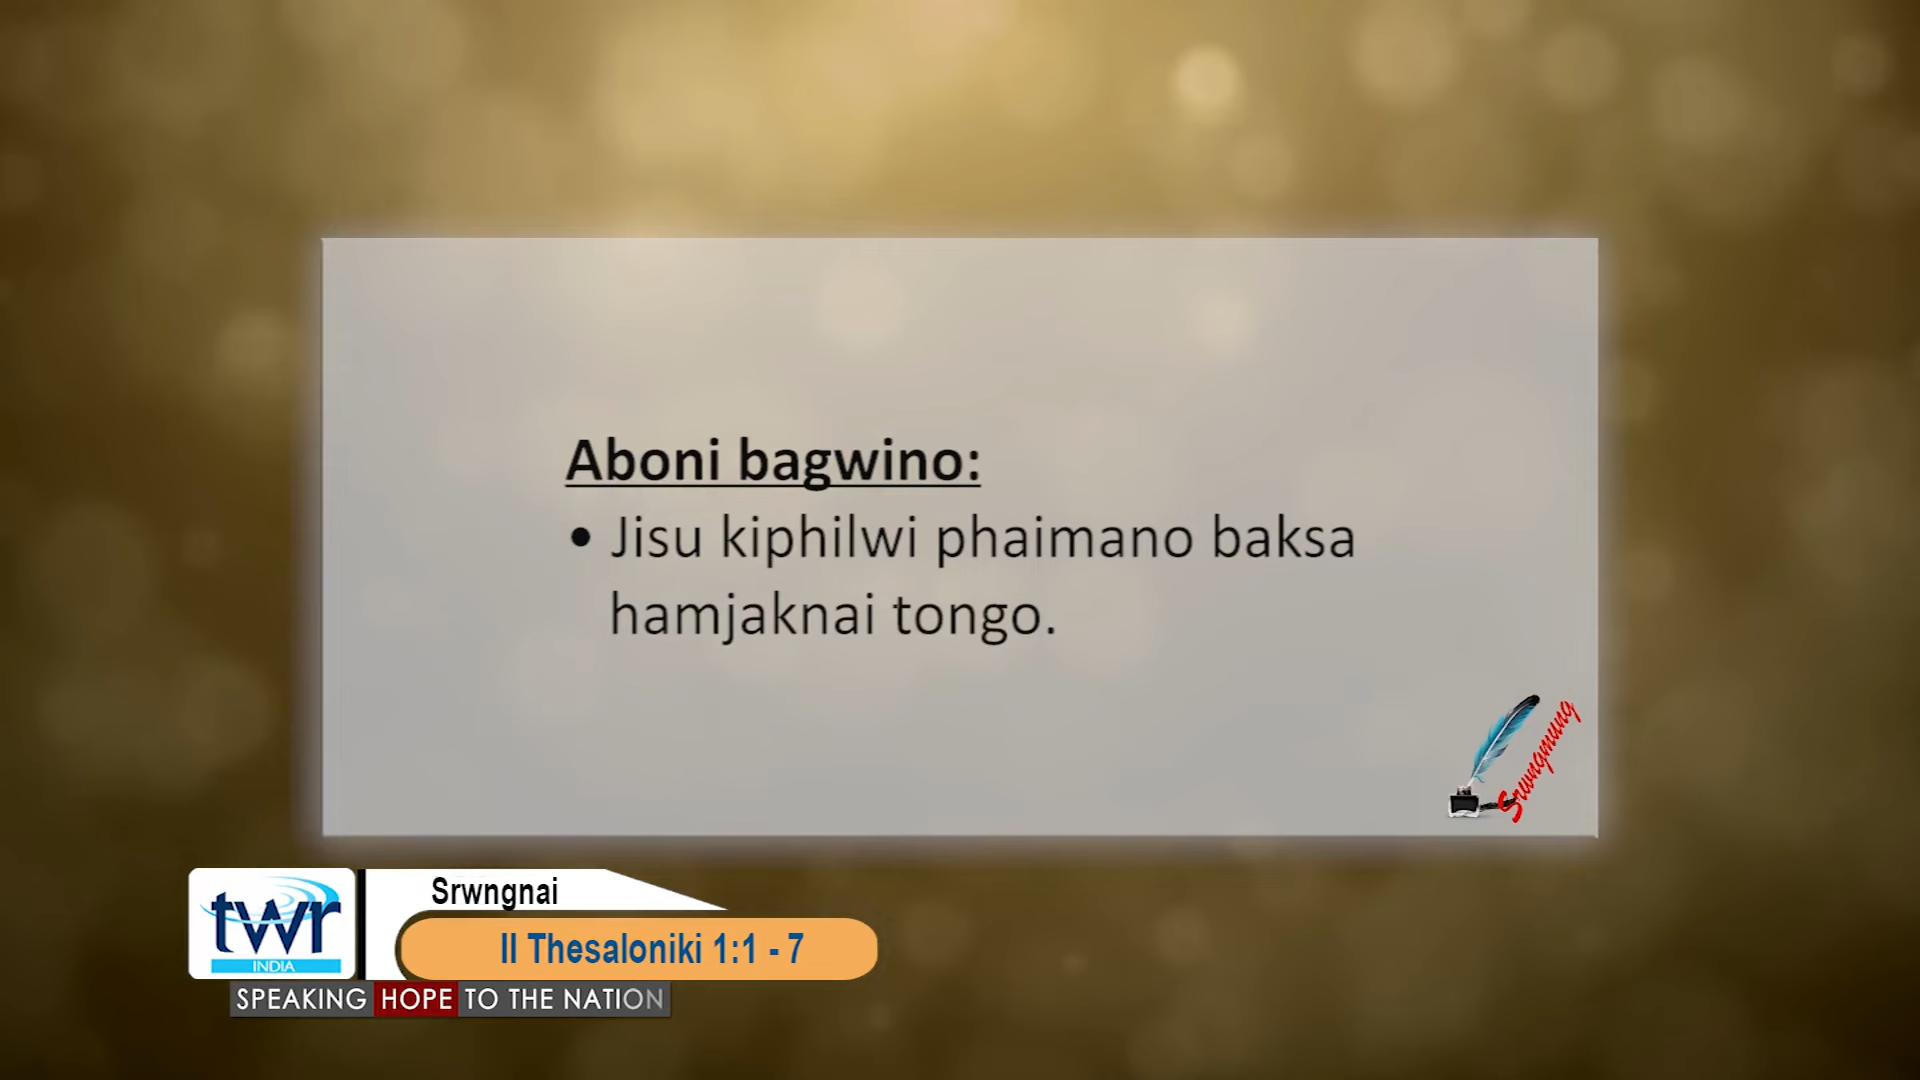 Aboni bagwino:
• Jisu kiphilwi phaimano baksa
hamjaknai tongo.
Srwngmung
twr
INDIA
Srwngnai
II Thesaloniki 1:1 - 7
SPEAKING HOPE TO THE NATION